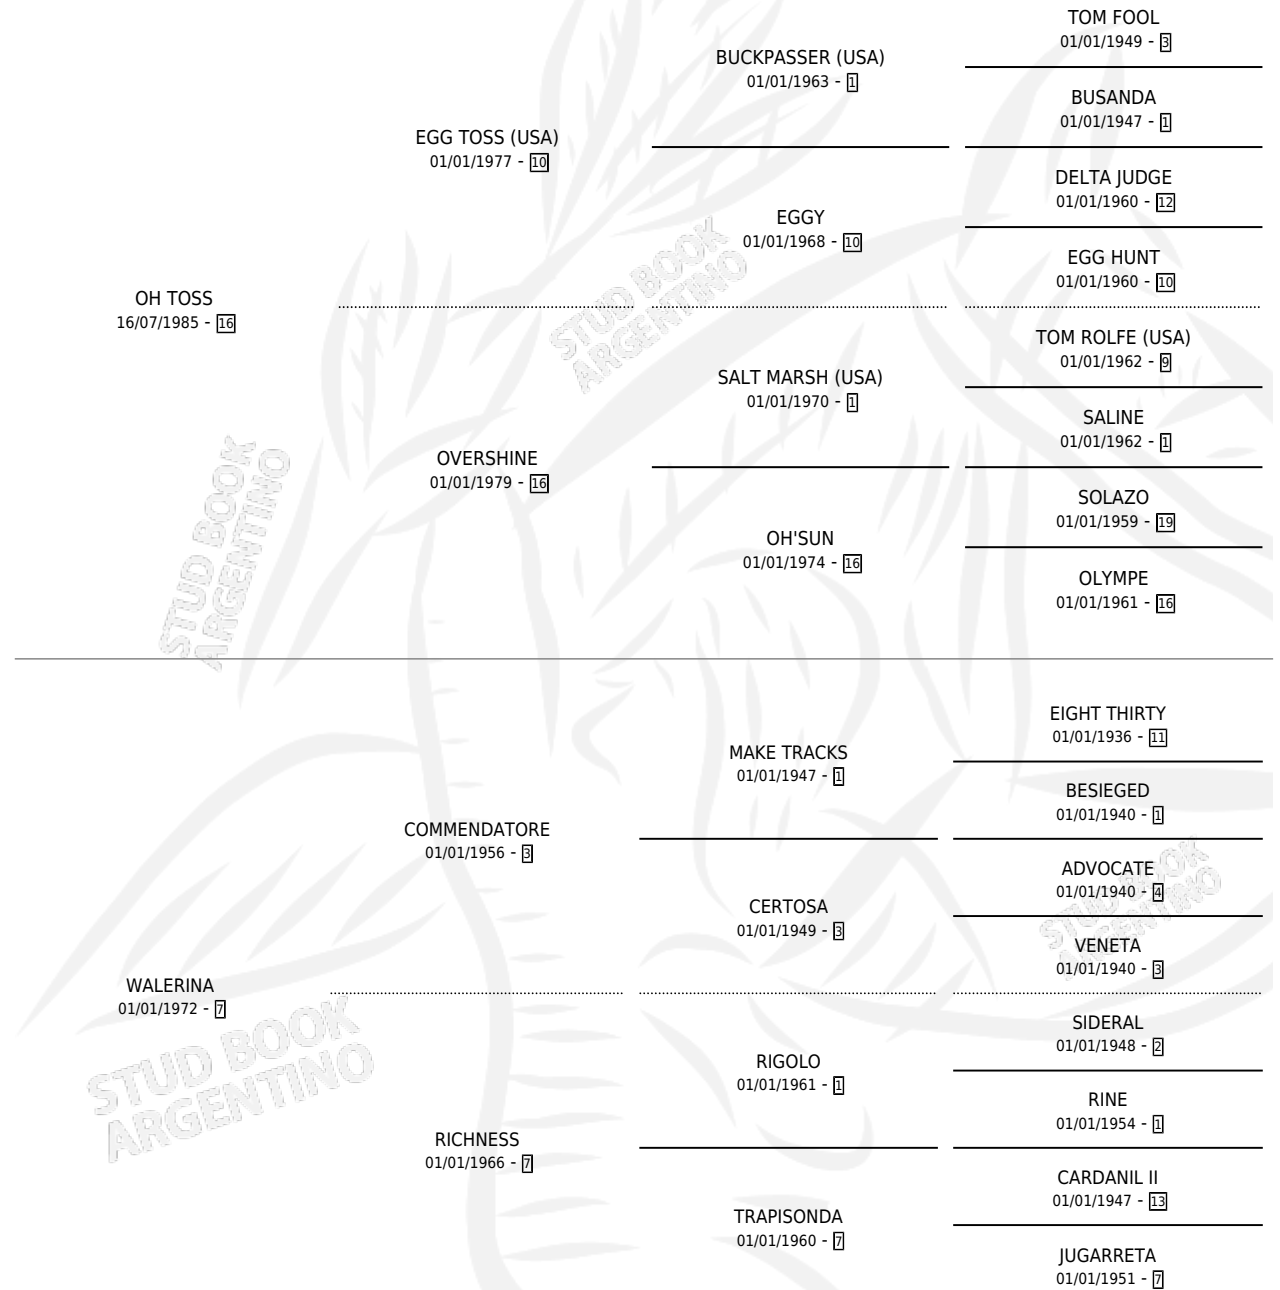 TOM FOOL
01/01/1949 - 3
BUCKPASSER (USA)
01/01/1963 - 1
BUSANDA
01/01/1947 - 1
EGG TOSS (USA)
01/01/1977 - 10
DELTA JUDGE
01/01/1960 - 12
EGGY
01/01/1968 - 10
EGG HUNT
01/01/1960 - 10
OH TOSS
16/07/1985 - 16
STUD BOOK
ARGENTINO
TOM ROLFE (USA)
01/01/1962 - 9
SALT MARSH (USA)
01/01/1970 - 1
SALINE
01/01/1962 - 1
OVERSHINE
01/01/1979 - 16
SOLAZO
01/01/1959 - 19
OH'SUN
01/01/1974 - 16
OLYMPE
01/01/1961 - 16
STUD BOOK
ARGENTINO
EIGHT THIRTY
01/01/1936 - 11
MAKE TRACKS
01/01/1947 - 1
BESIEGED
01/01/1940 - 1
COMMENDATORE
01/01/1956 - 3
ADVOCATE
01/01/1940 - 4
CERTOSA
01/01/1949 - 3
VENETA
01/01/1940 - 3
STUD BOOK
ARGENTINO
WALERINA
01/01/1972 - 7
SIDERAL
01/01/1948 - 2
RIGOLO
01/01/1961 - 1
RINE
01/01/1954 - 1
STUD BOOK
ARGENTINO
RICHNESS
01/01/1966 - 7
CARDANIL II
01/01/1947 - 13
TRAPISONDA
01/01/1960 - 7
JUGARRETA
01/01/1951 - 7